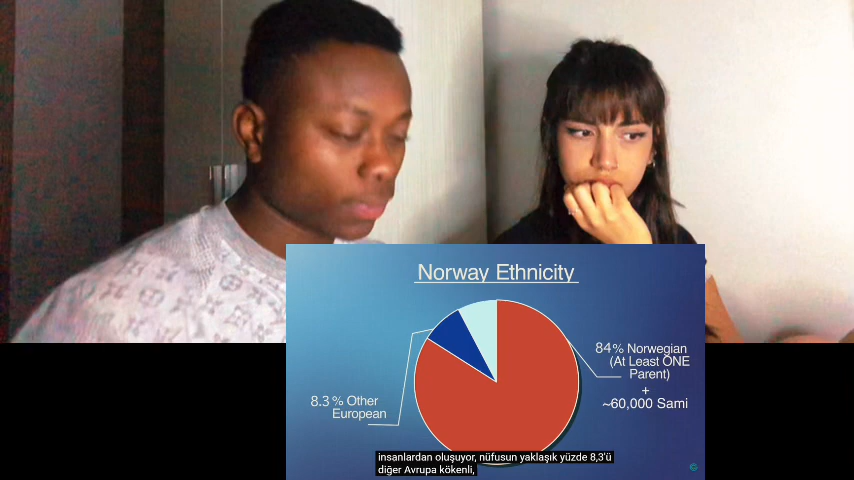 Norway Ethnicity
84% Norwegian
(At Least ONE
Parent)
+
~60,000 Sami
8.3% Other
European
insanlardan oluşuyor, nüfusun yaklaşık yüzde 8,3'ü
diğer Avrupa kökenli,
©